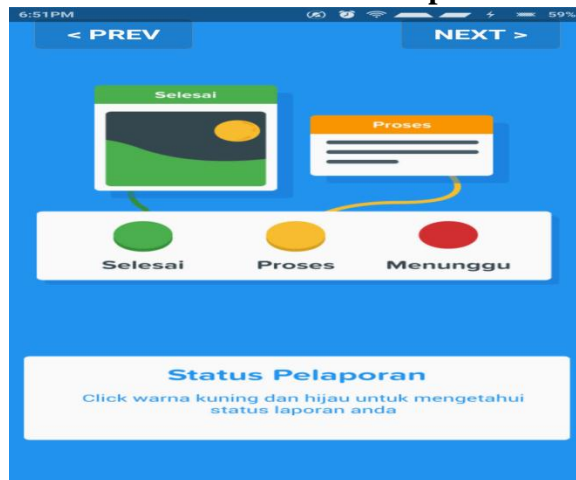 6:51PM
59%
< PREV
NEXT >
Selesai
Proses
Selesai
Proses
Menunggu
Status Pelaporan
Click warna kuning dan hijau untuk mengetahui
status laporan anda